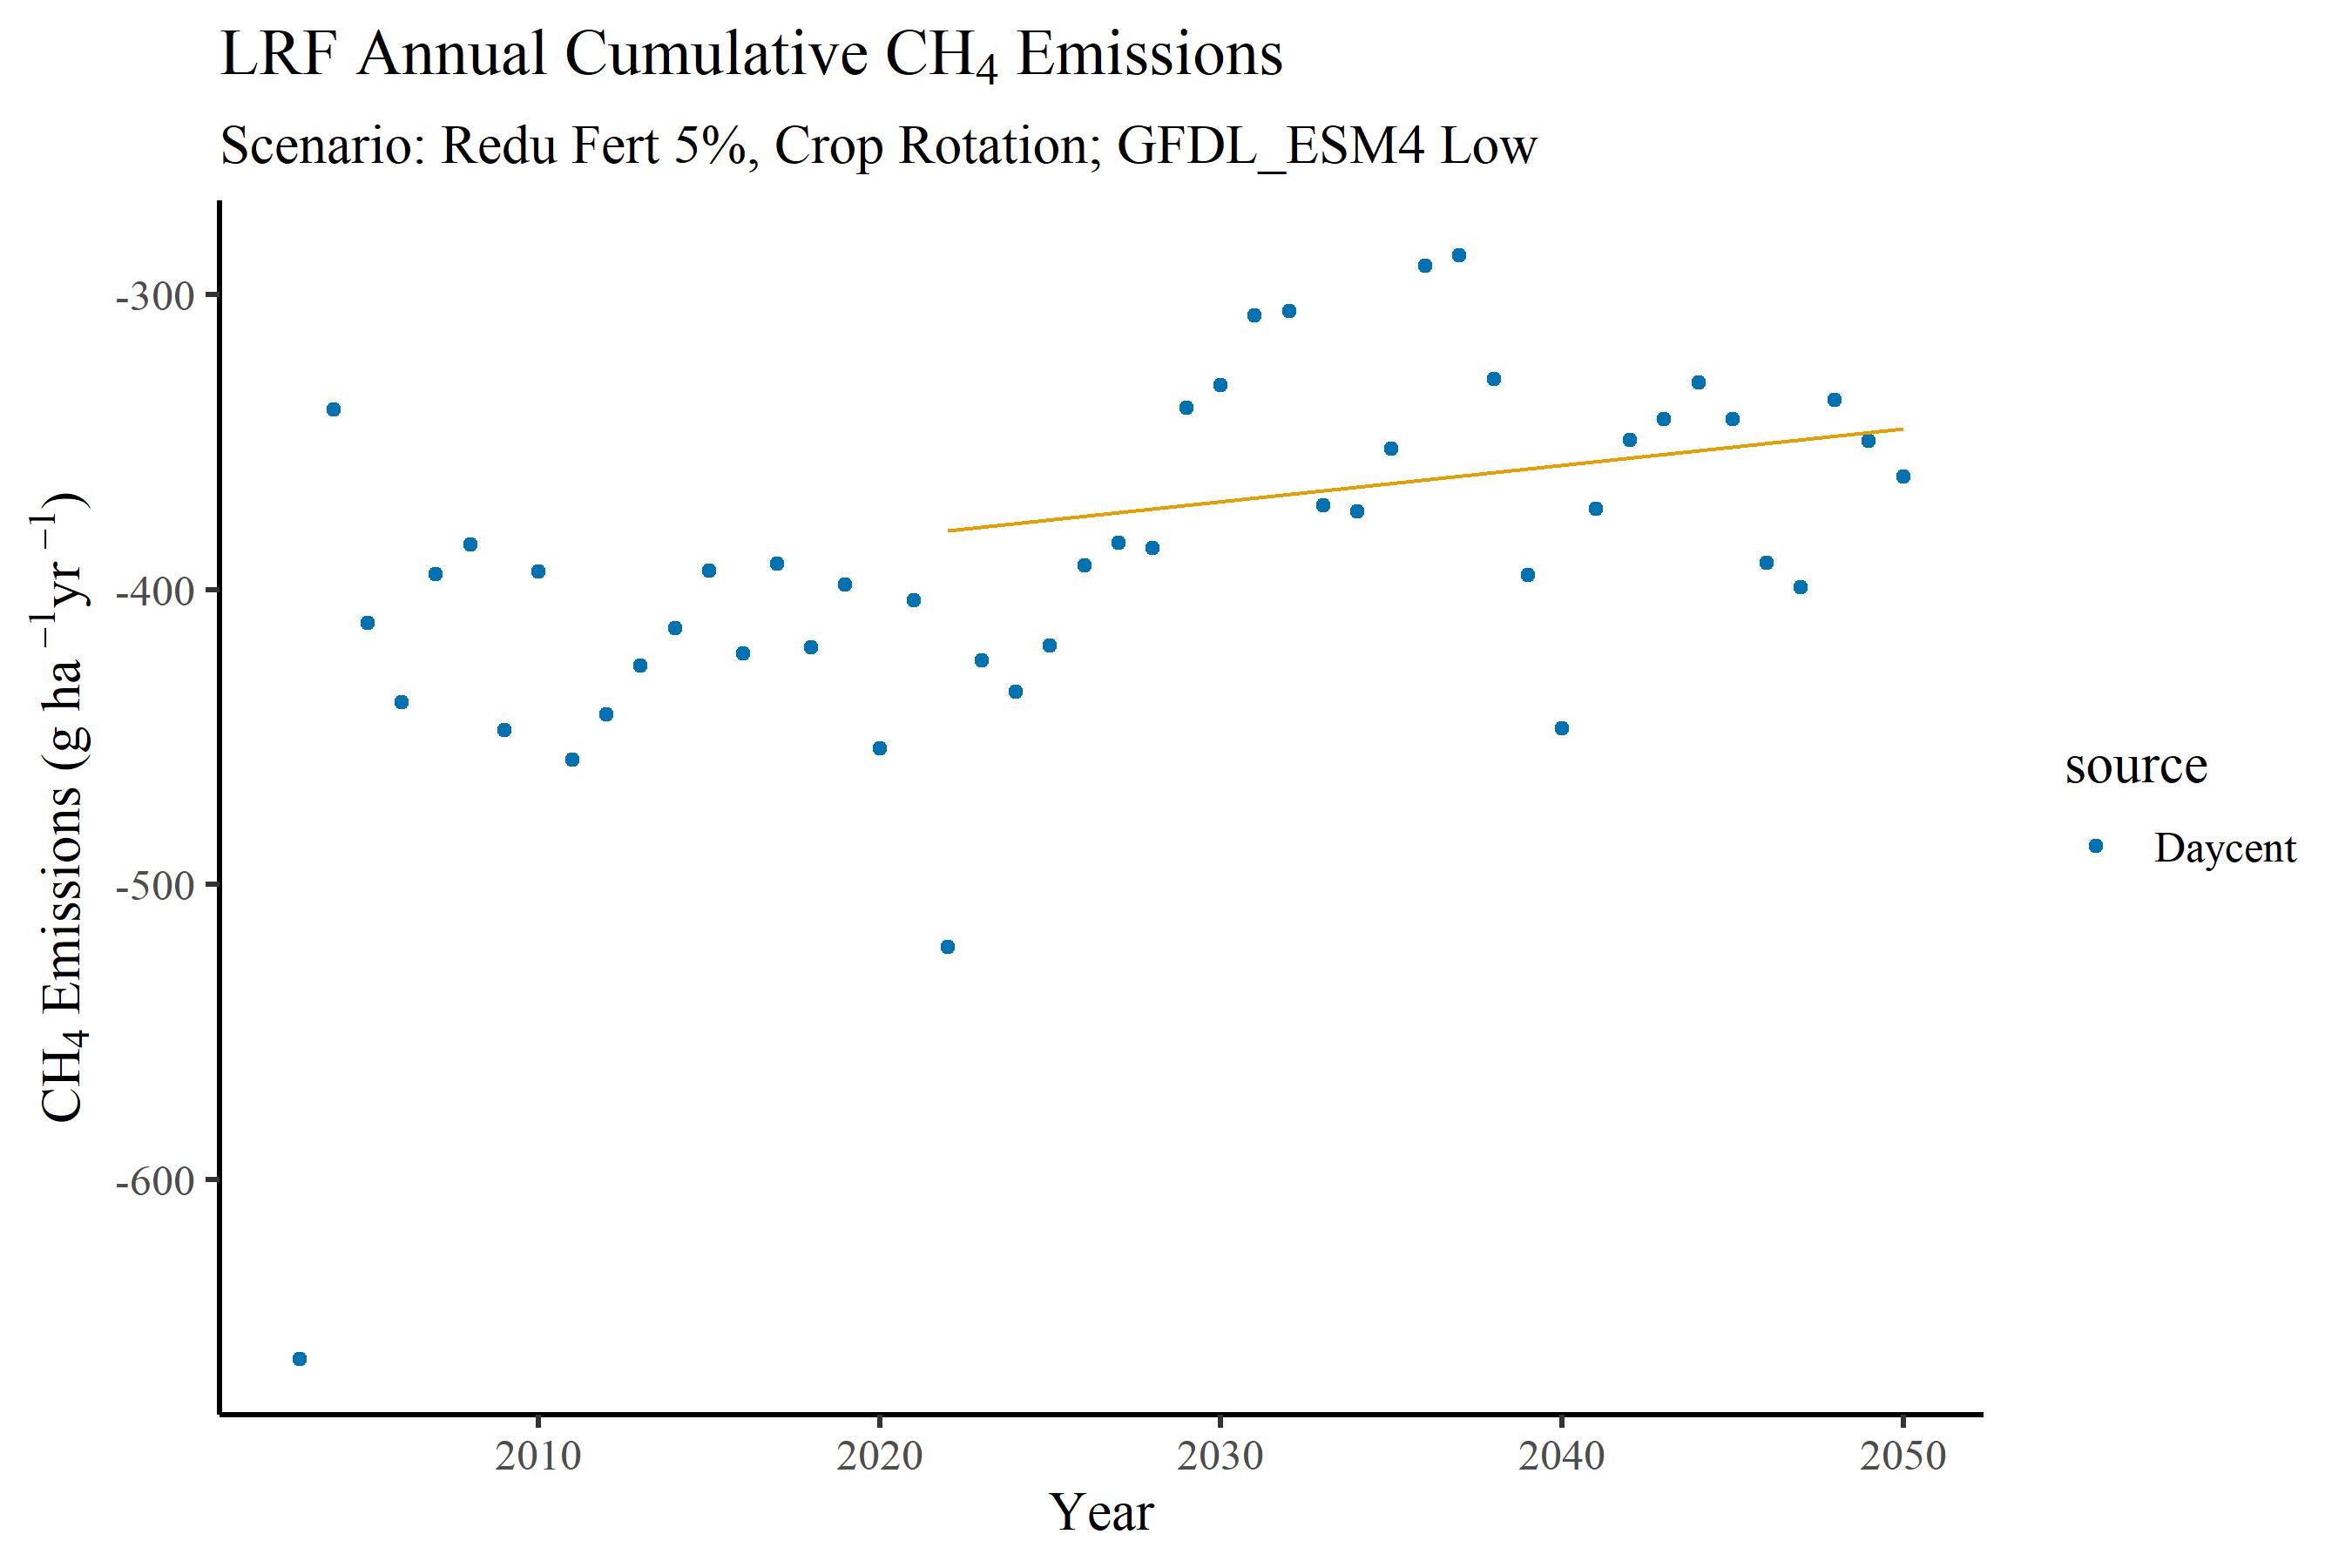 LRF Annual Cumulative CH₄ Emissions
Scenario: Redu Fert 5%, Crop Rotation; GFDL_ESM4 Low
CH₄ Emissions (g ha⁻¹yr⁻¹)
-300
-400
-500
-600
2010 2020 2030 2040 2050
Year
source
Daycent